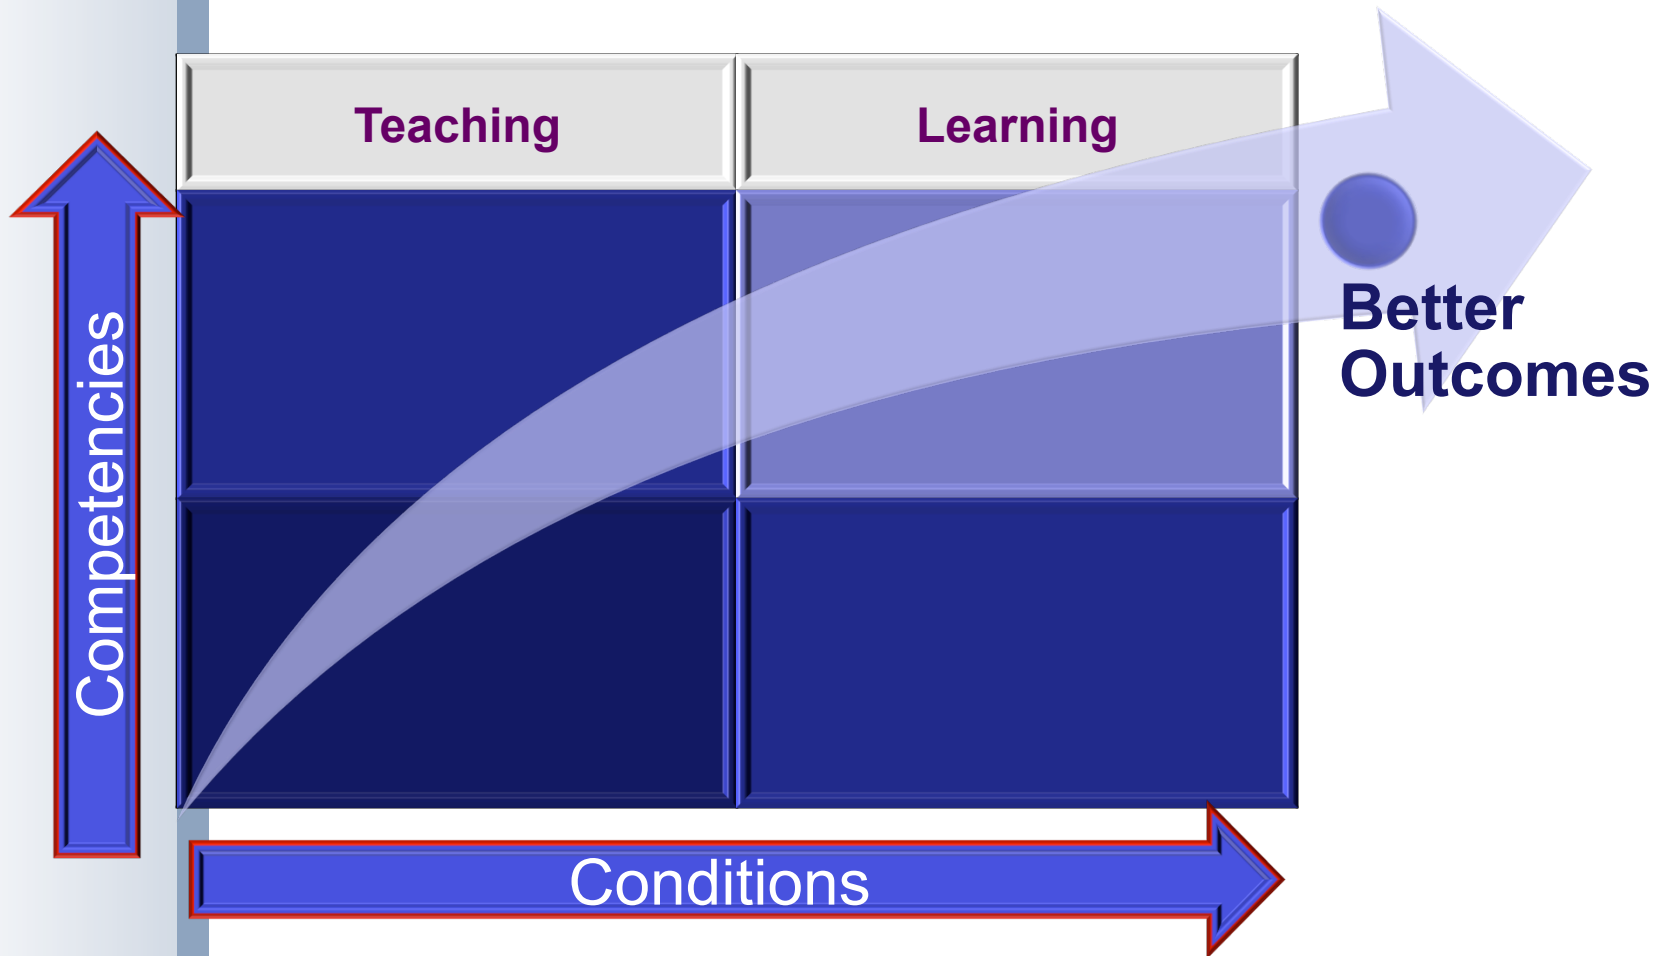 Teaching
Learning
Competencies
Better
Outcomes
Conditions